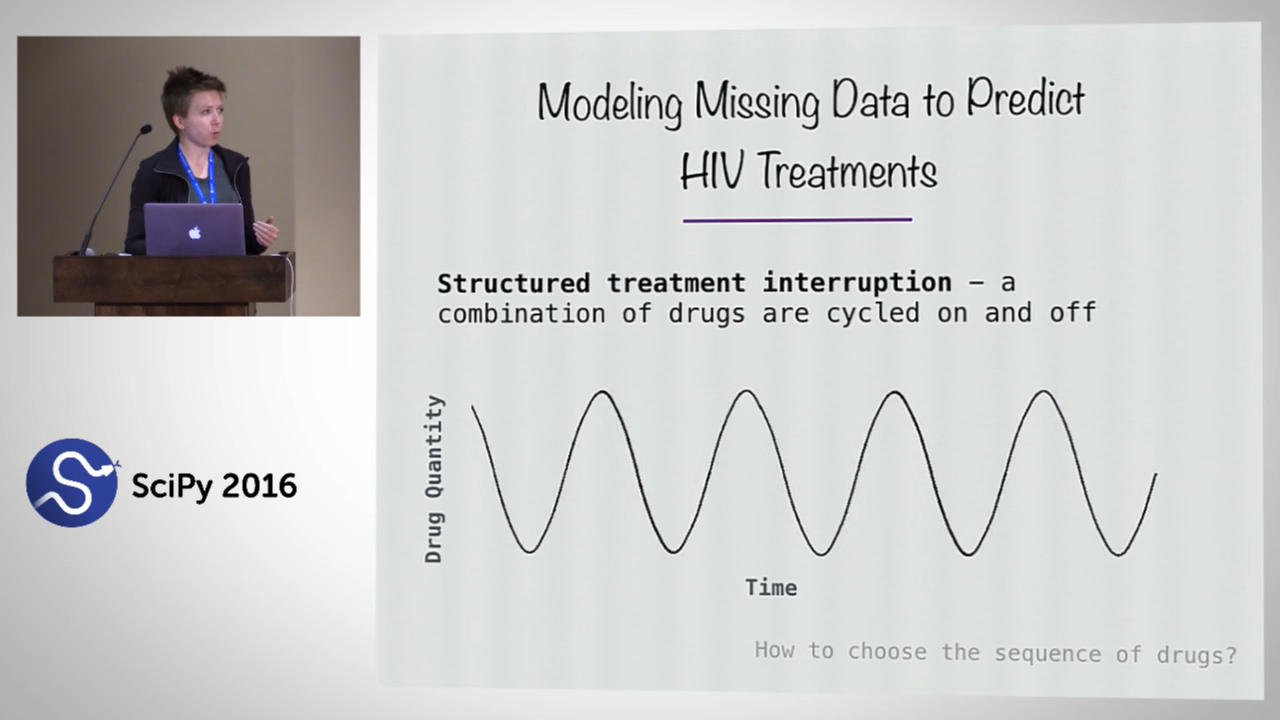 Modeling Missing Data to Predict
HIV Treatments
Structured treatment interruption – a
combination of drugs are cycled on and off
Drug Quantity
Time
How to choose the sequence of drugs?
SciPy 2016